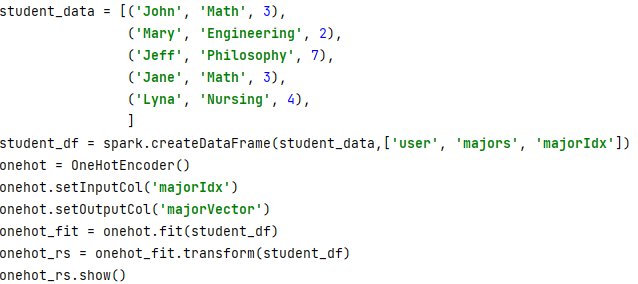 student_data = [('John', 'Math', 3),
                ('Mary', 'Engineering', 2),
                ('Jeff', 'Philosophy', 7),
                ('Jane', 'Math', 3),
                ('Lyna', 'Nursing', 4),
                ]
student_df = spark.createDataFrame(student_data,['user', 'majors', 'majorIdx'])
onehot = OneHotEncoder()
onehot.setInputCol('majorIdx')
onehot.setOutputCol('majorVector')
onehot_fit = onehot.fit(student_df)
onehot_rs = onehot_fit.transform(student_df)
onehot_rs.show()